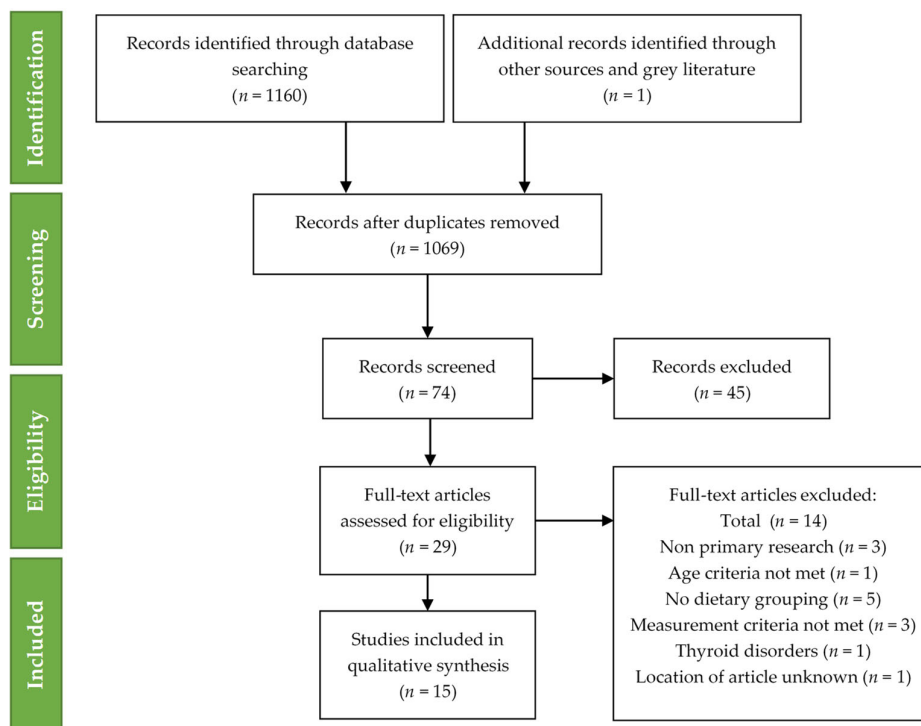 Identification
Records identified through database
searching
(n = 1160)
Additional records identified through
other sources and grey literature
(n = 1)
Screening
Records after duplicates removed
(n = 1069)
Records screened
(n = 74)
Records excluded
(n = 45)
Eligibility
Full-text articles
assessed for eligibility
(n = 29)
Full-text articles excluded:
Total (n = 14)
Non primary research (n = 3)
Age criteria not met (n = 1)
No dietary grouping (n = 5)
Measurement criteria not met (n = 3)
Thyroid disorders (n = 1)
Location of article unknown (n = 1)
Included
Studies included in
qualitative synthesis
(n = 15)